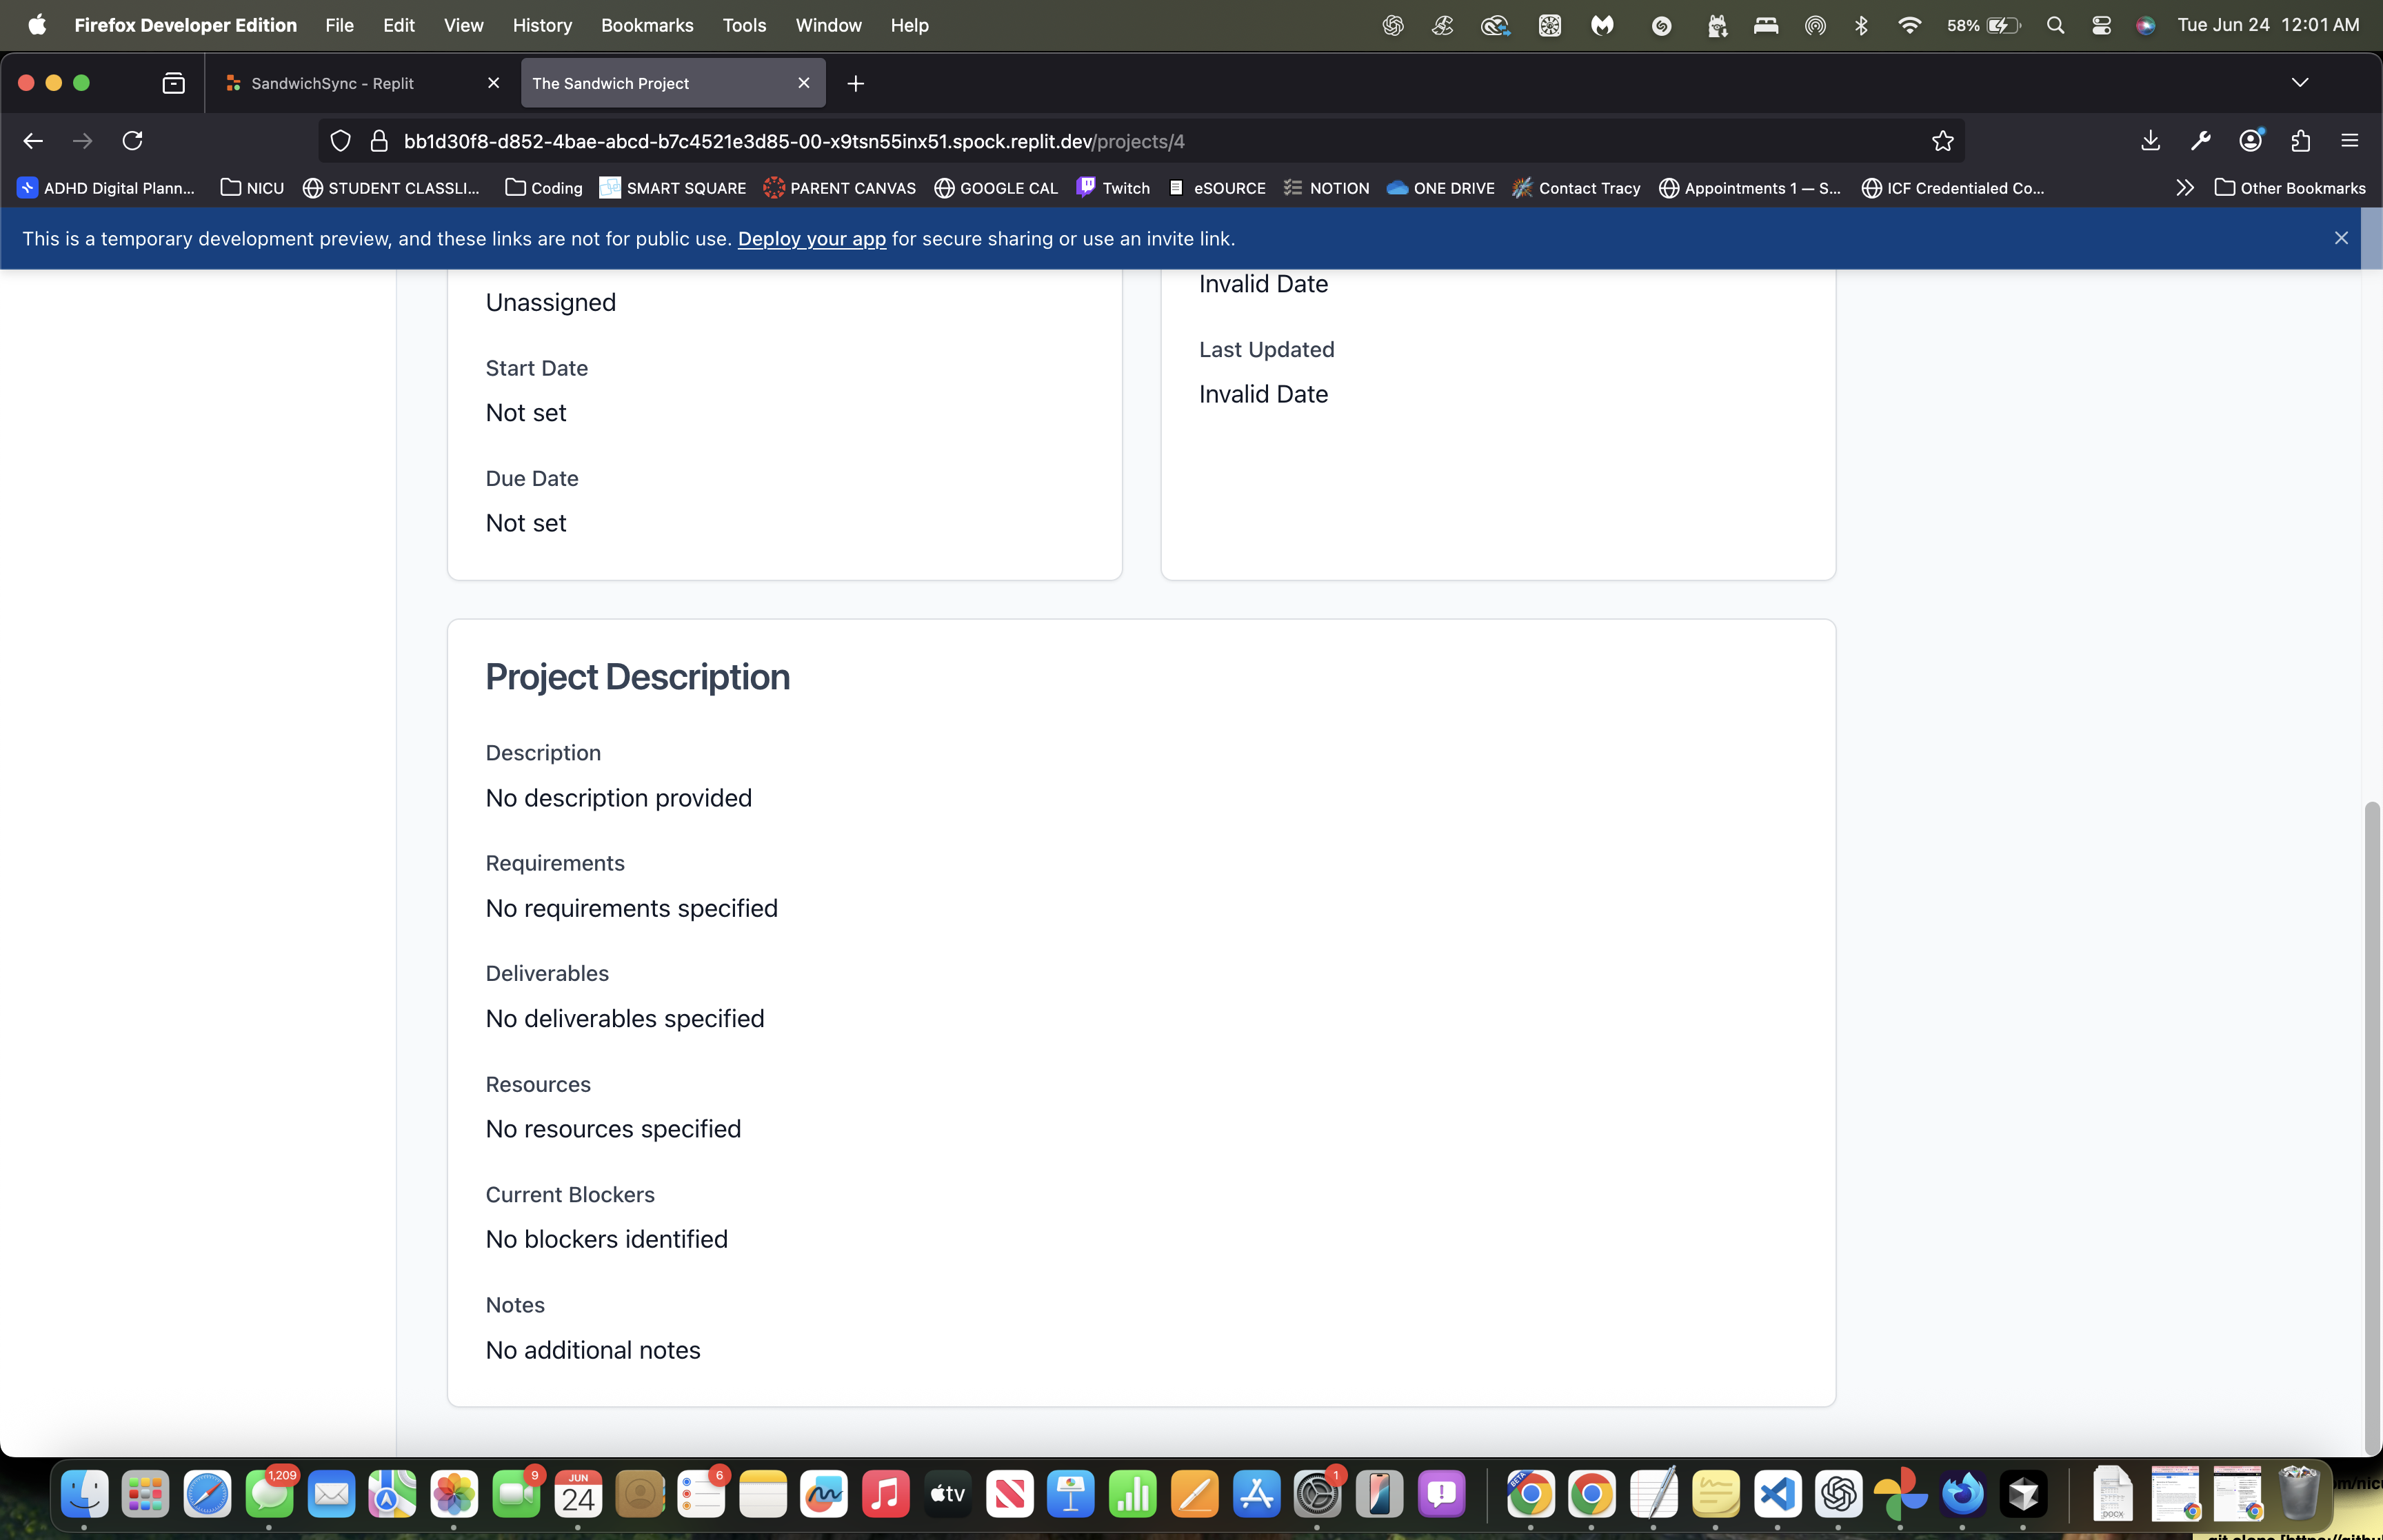 Firefox Developer Edition File Edit View History Bookmarks Tools Window Help 58% Tue Jun 24 12:01 AM
SandwichSync - Replit The Sandwich Project
bb1d30f8-d852-4bae-abcd-b7c4521e3d85-00-x9tsn55inx51.spock.replit.dev/projects/4
ADHD Digital Plann... NICU STUDENT CLASSLI... Coding SMART SQUARE PARENT CANVAS GOOGLE CAL Twitch eSOURCE NOTION ONE DRIVE Contact Tracy Appointments 1 — S... ICF Credentialed Co... Other Bookmarks
This is a temporary development preview, and these links are not for public use. Deploy your app for secure sharing or use an invite link.
Unassigned
Start Date
Not set
Due Date
Not set
Invalid Date
Last Updated
Invalid Date
Project Description
Description
No description provided
Requirements
No requirements specified
Deliverables
No deliverables specified
Resources
No resources specified
Current Blockers
No blockers identified
Notes
No additional notes
1,209 9 JUN 24 6 tv 1 BETA DOCX